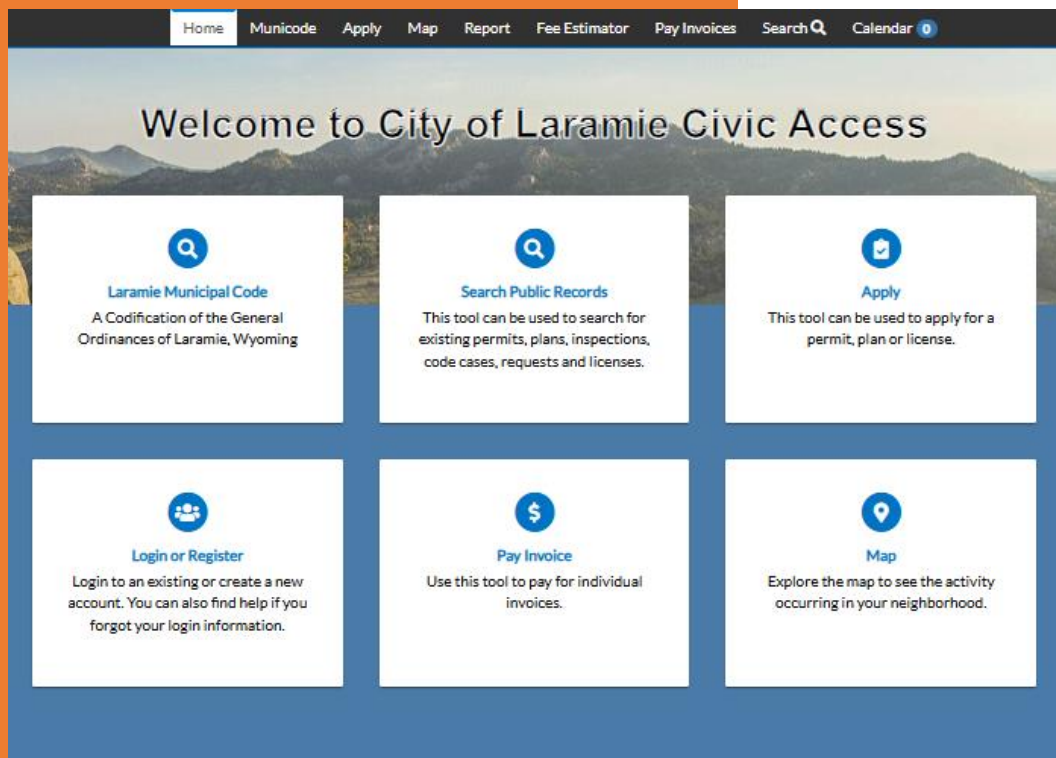 Home Municode Apply Map Report Fee Estimator Pay Invoices Search Calendar 0
Welcome to City of Laramie Civic Access
Laramie Municipal Code
A Codification of the General
Ordinances of Laramie, Wyoming
Search Public Records
This tool can be used to search for
existing permits, plans, inspections,
code cases, requests and licenses.
Apply
This tool can be used to apply for a
permit, plan or license.
Login or Register
Login to an existing or create a new
account. You can also find help if you
forgot your login information.
Pay Invoice
Use this tool to pay for individual
invoices.
Map
Explore the map to see the activity
occurring in your neighborhood.